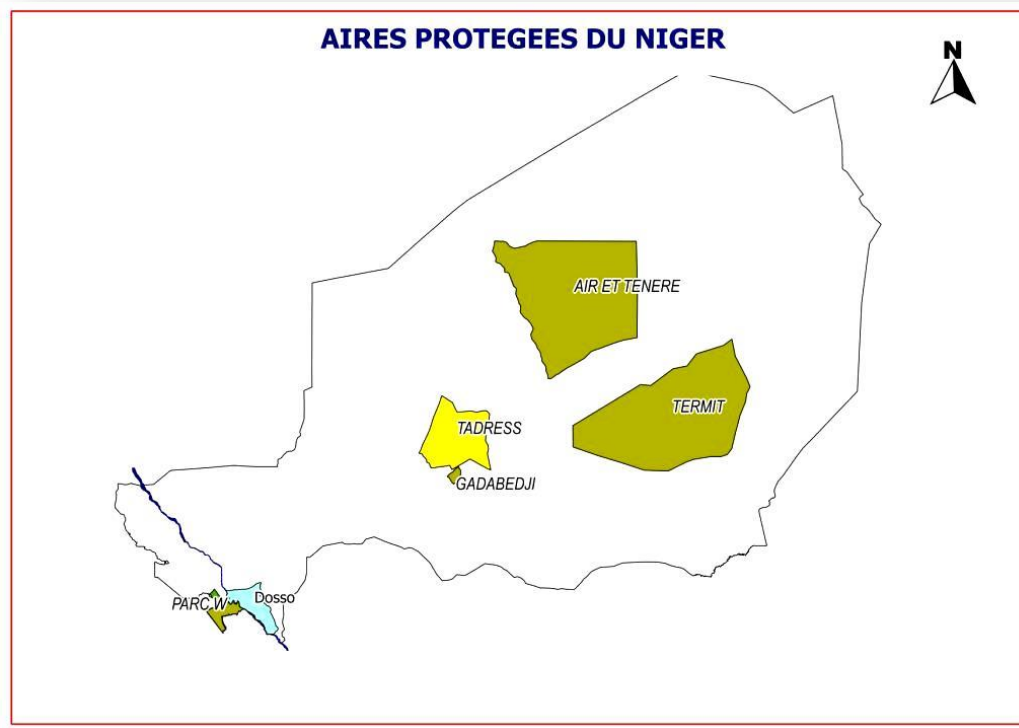 AIRES PROTEGEES DU NIGER
N
AIR ET TENERE
TERMIT
TADRESS
GADABEDJI
PARC W
Dosso